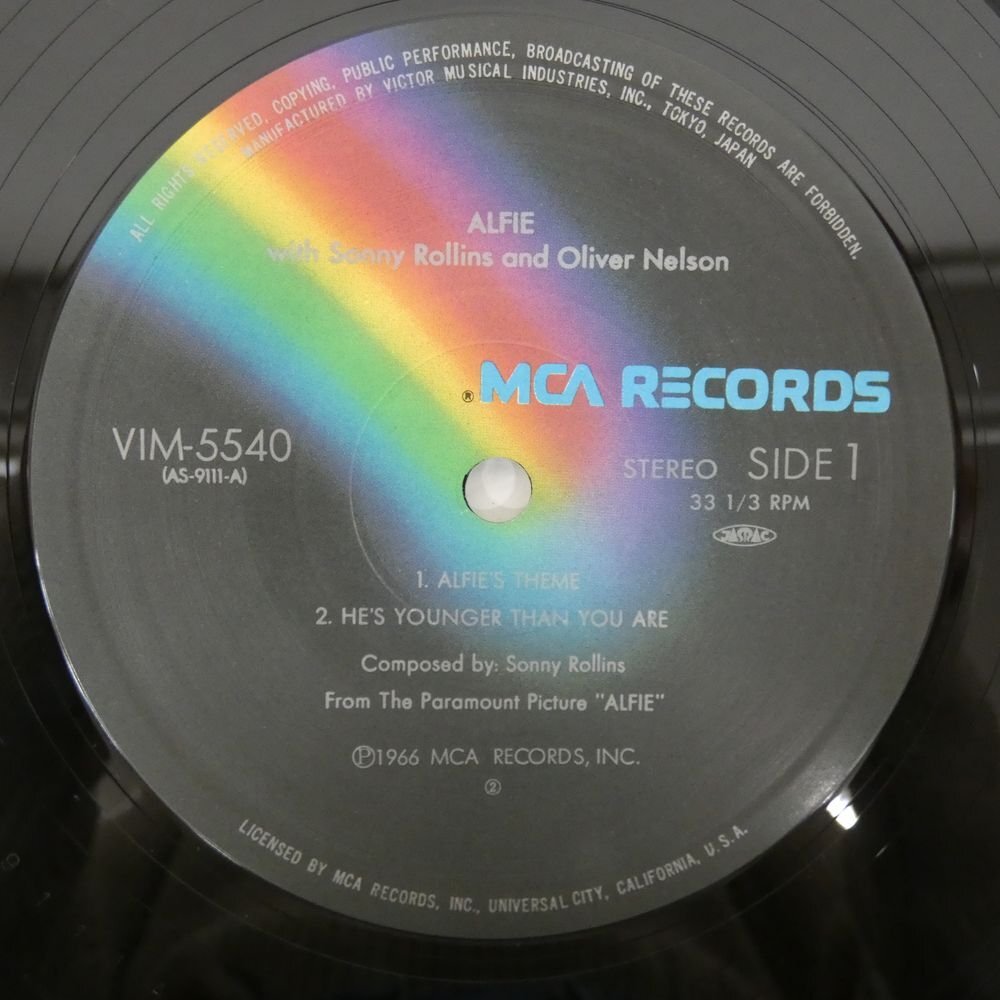 ALL RIGHTS RESERVED, COPYING, PUBLIC PERFORMANCE, BROADCASTING OF THESE RECORDS ARE FORBIDDEN.
MANUFACTURED BY VICTOR MUSICAL INDUSTRIES, INC., TOKYO, JAPAN
ALFIE
with Sonny Rollins and Oliver Nelson
® MCA RECORDS
VIM-5540
(AS-9111-A)
STEREO SIDE 1
33 1/3 RPM
JASRAC
1. ALFIE'S THEME
2. HE'S YOUNGER THAN YOU ARE
Composed by: Sonny Rollins
From The Paramount Picture "ALFIE"
Ⓟ1966 MCA RECORDS, INC.
②
LICENSED BY MCA RECORDS, INC., UNIVERSAL CITY, CALIFORNIA, U.S.A.